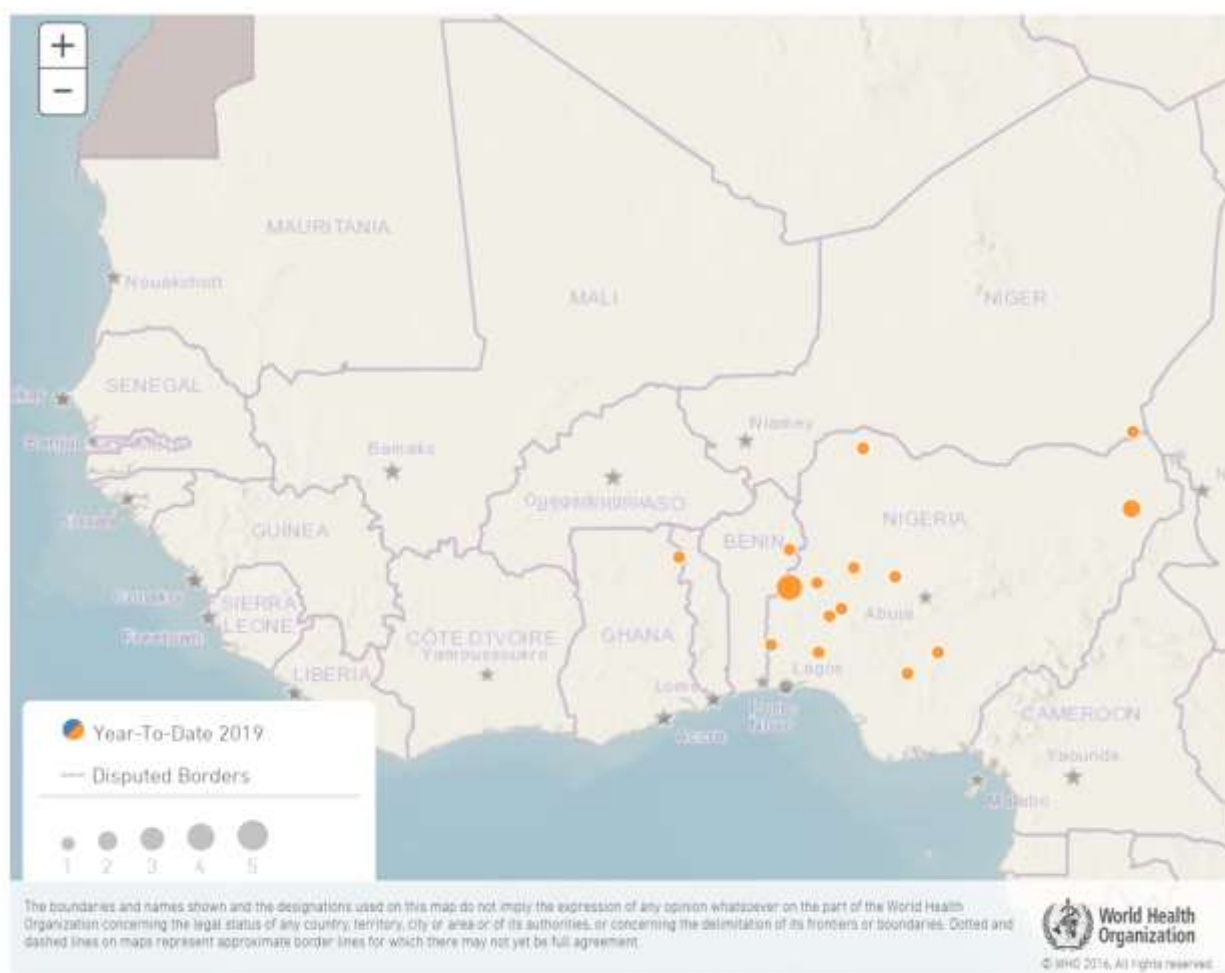 +
−
MAURITANIA
Nouakchott
MALI
NIGER
SENEGAL
Niamey
Bamako
NIGERIA
GUINEA
BENIN
SIERRA
LEONE
Abuja
CÔTE D'IVOIRE
Yamoussoukro
GHANA
Freetown
LIBERIA
Lagos
Lome
Accra
CAMEROON
Yaounde
Malabo
Year-To-Date 2019
Disputed Borders
1 2 3 4 5
The boundaries and names shown and the designations used on this map do not imply the expression of any opinion whatsoever on the part of the World Health
Organization concerning the legal status of any country, territory, city or area or of its authorities, or concerning the delimitation of its frontiers or boundaries. Dotted and
dashed lines on maps represent approximate border lines for which there may not yet be full agreement.
World Health
Organization
© WHO 2016, All rights reserved.